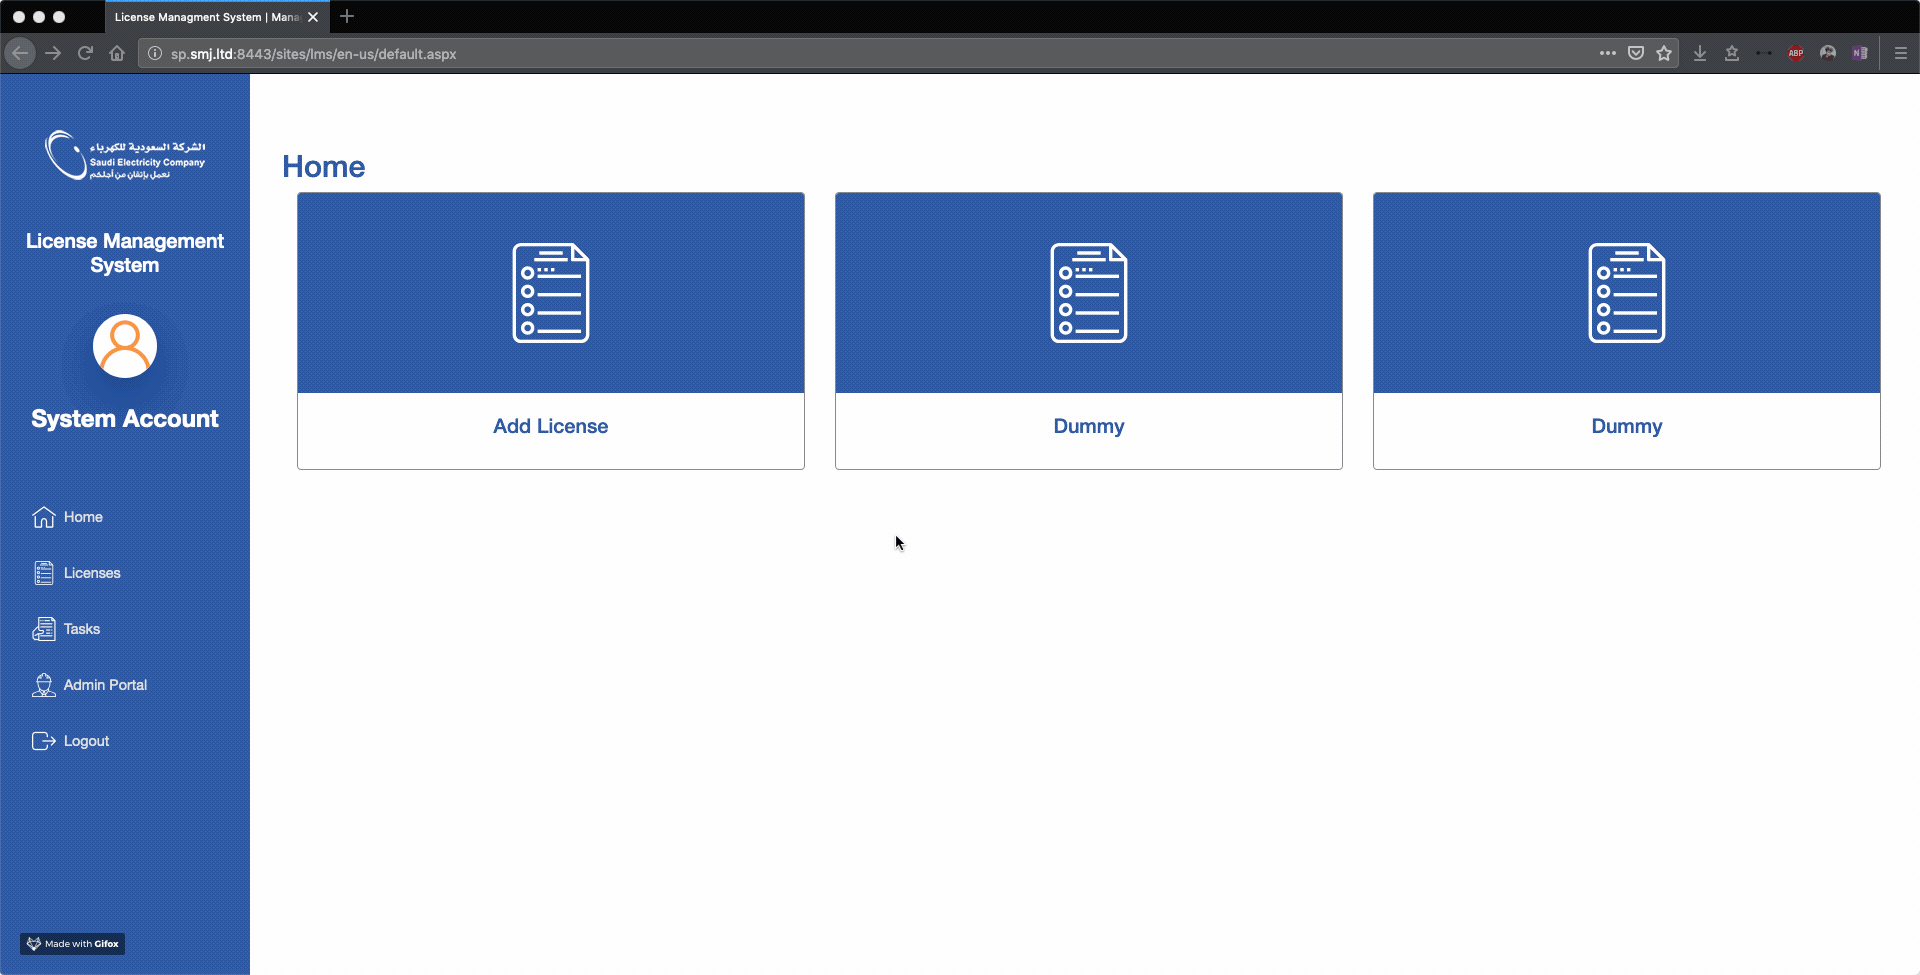 License Managment System | Mana
sp.smj.ltd:8443/sites/lms/en-us/default.aspx
ABP
N
الشركة السعودية للكهرباء
Saudi Electricity Company
نعمل بإتقان من أجلكم
License Management
System
System Account
Home
Licenses
Tasks
Admin Portal
Logout
Made with Gifox
Home
Add License
Dummy
Dummy